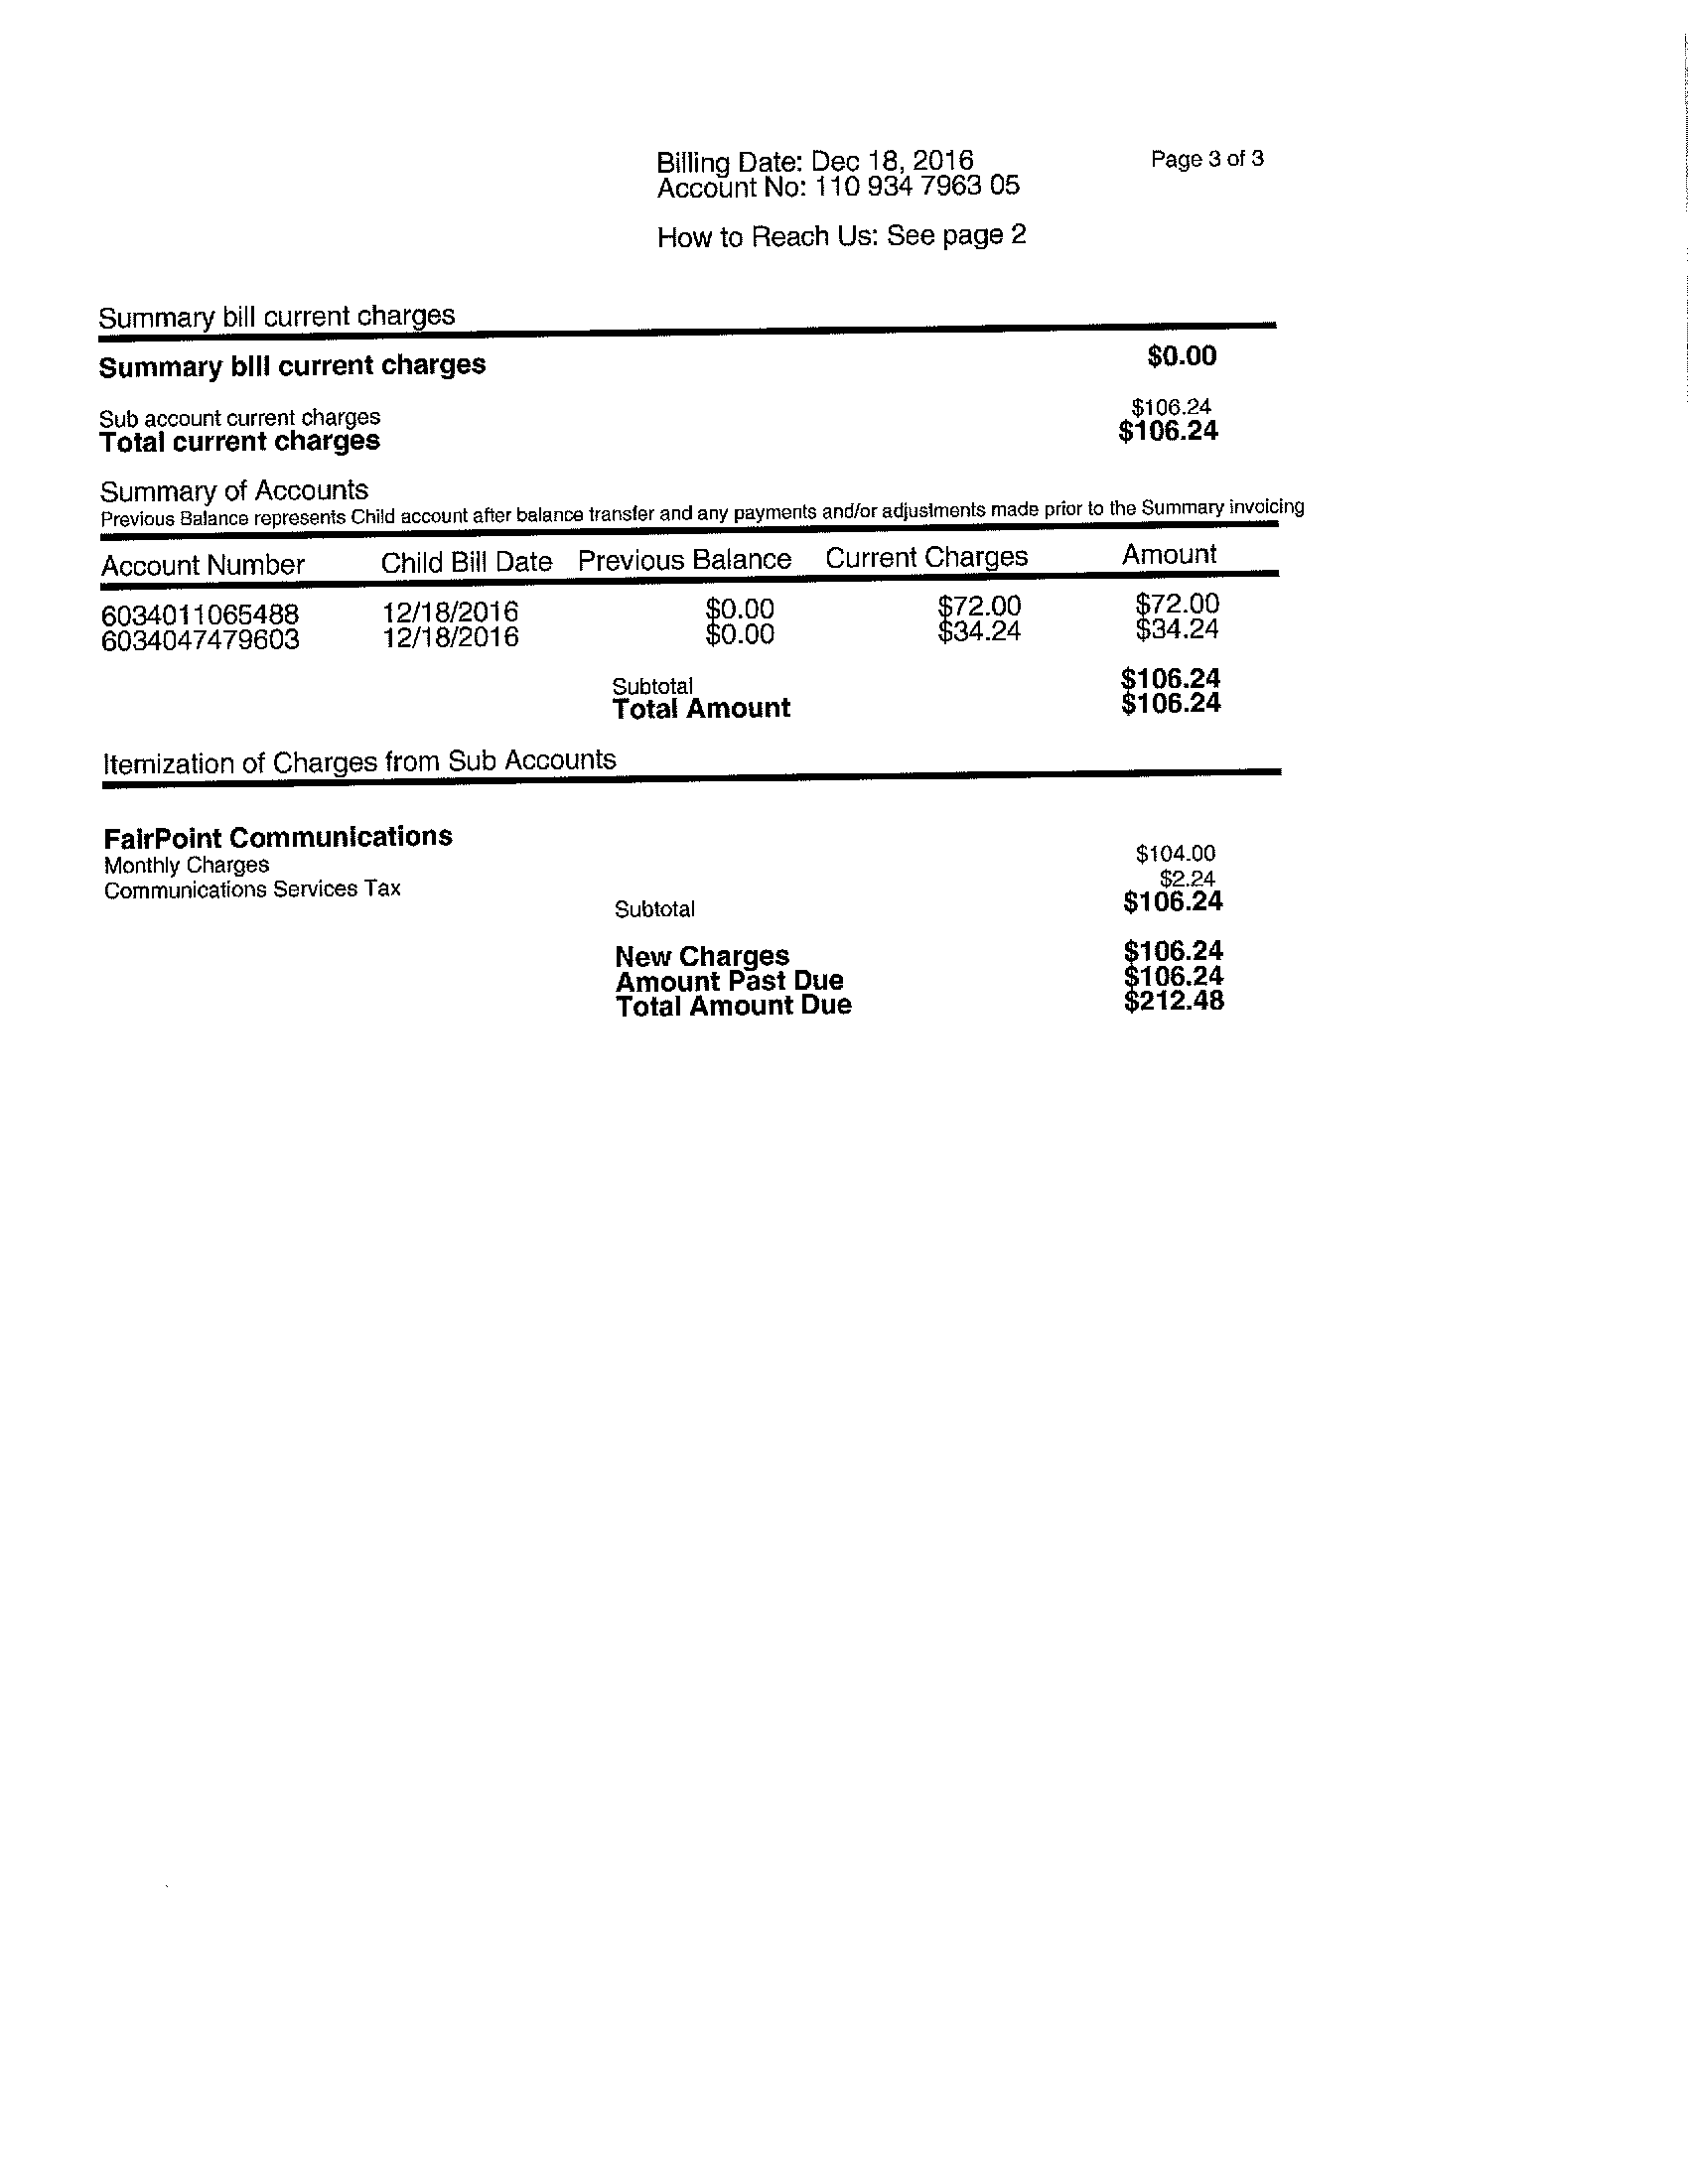 Billing Date: Dec 18, 2016 Page 3 of 3
Account No: 110 934 7963 05
How to Reach Us: See page 2
Summary bill current charges
Summary bill current charges $0.00
Sub account current charges $106.24
Total current charges $106.24
Summary of Accounts
Previous Balance represents Child account after balance transfer and any payments and/or adjustments made prior to the Summary invoicing
Account Number Child Bill Date Previous Balance Current Charges Amount
6034011065488 12/18/2016 $0.00 $72.00 $72.00
6034047479603 12/18/2016 $0.00 $34.24 $34.24
Subtotal $106.24
Total Amount $106.24
Itemization of Charges from Sub Accounts
FairPoint Communications
Monthly Charges $104.00
Communications Services Tax $2.24
Subtotal $106.24
New Charges $106.24
Amount Past Due $106.24
Total Amount Due $212.48